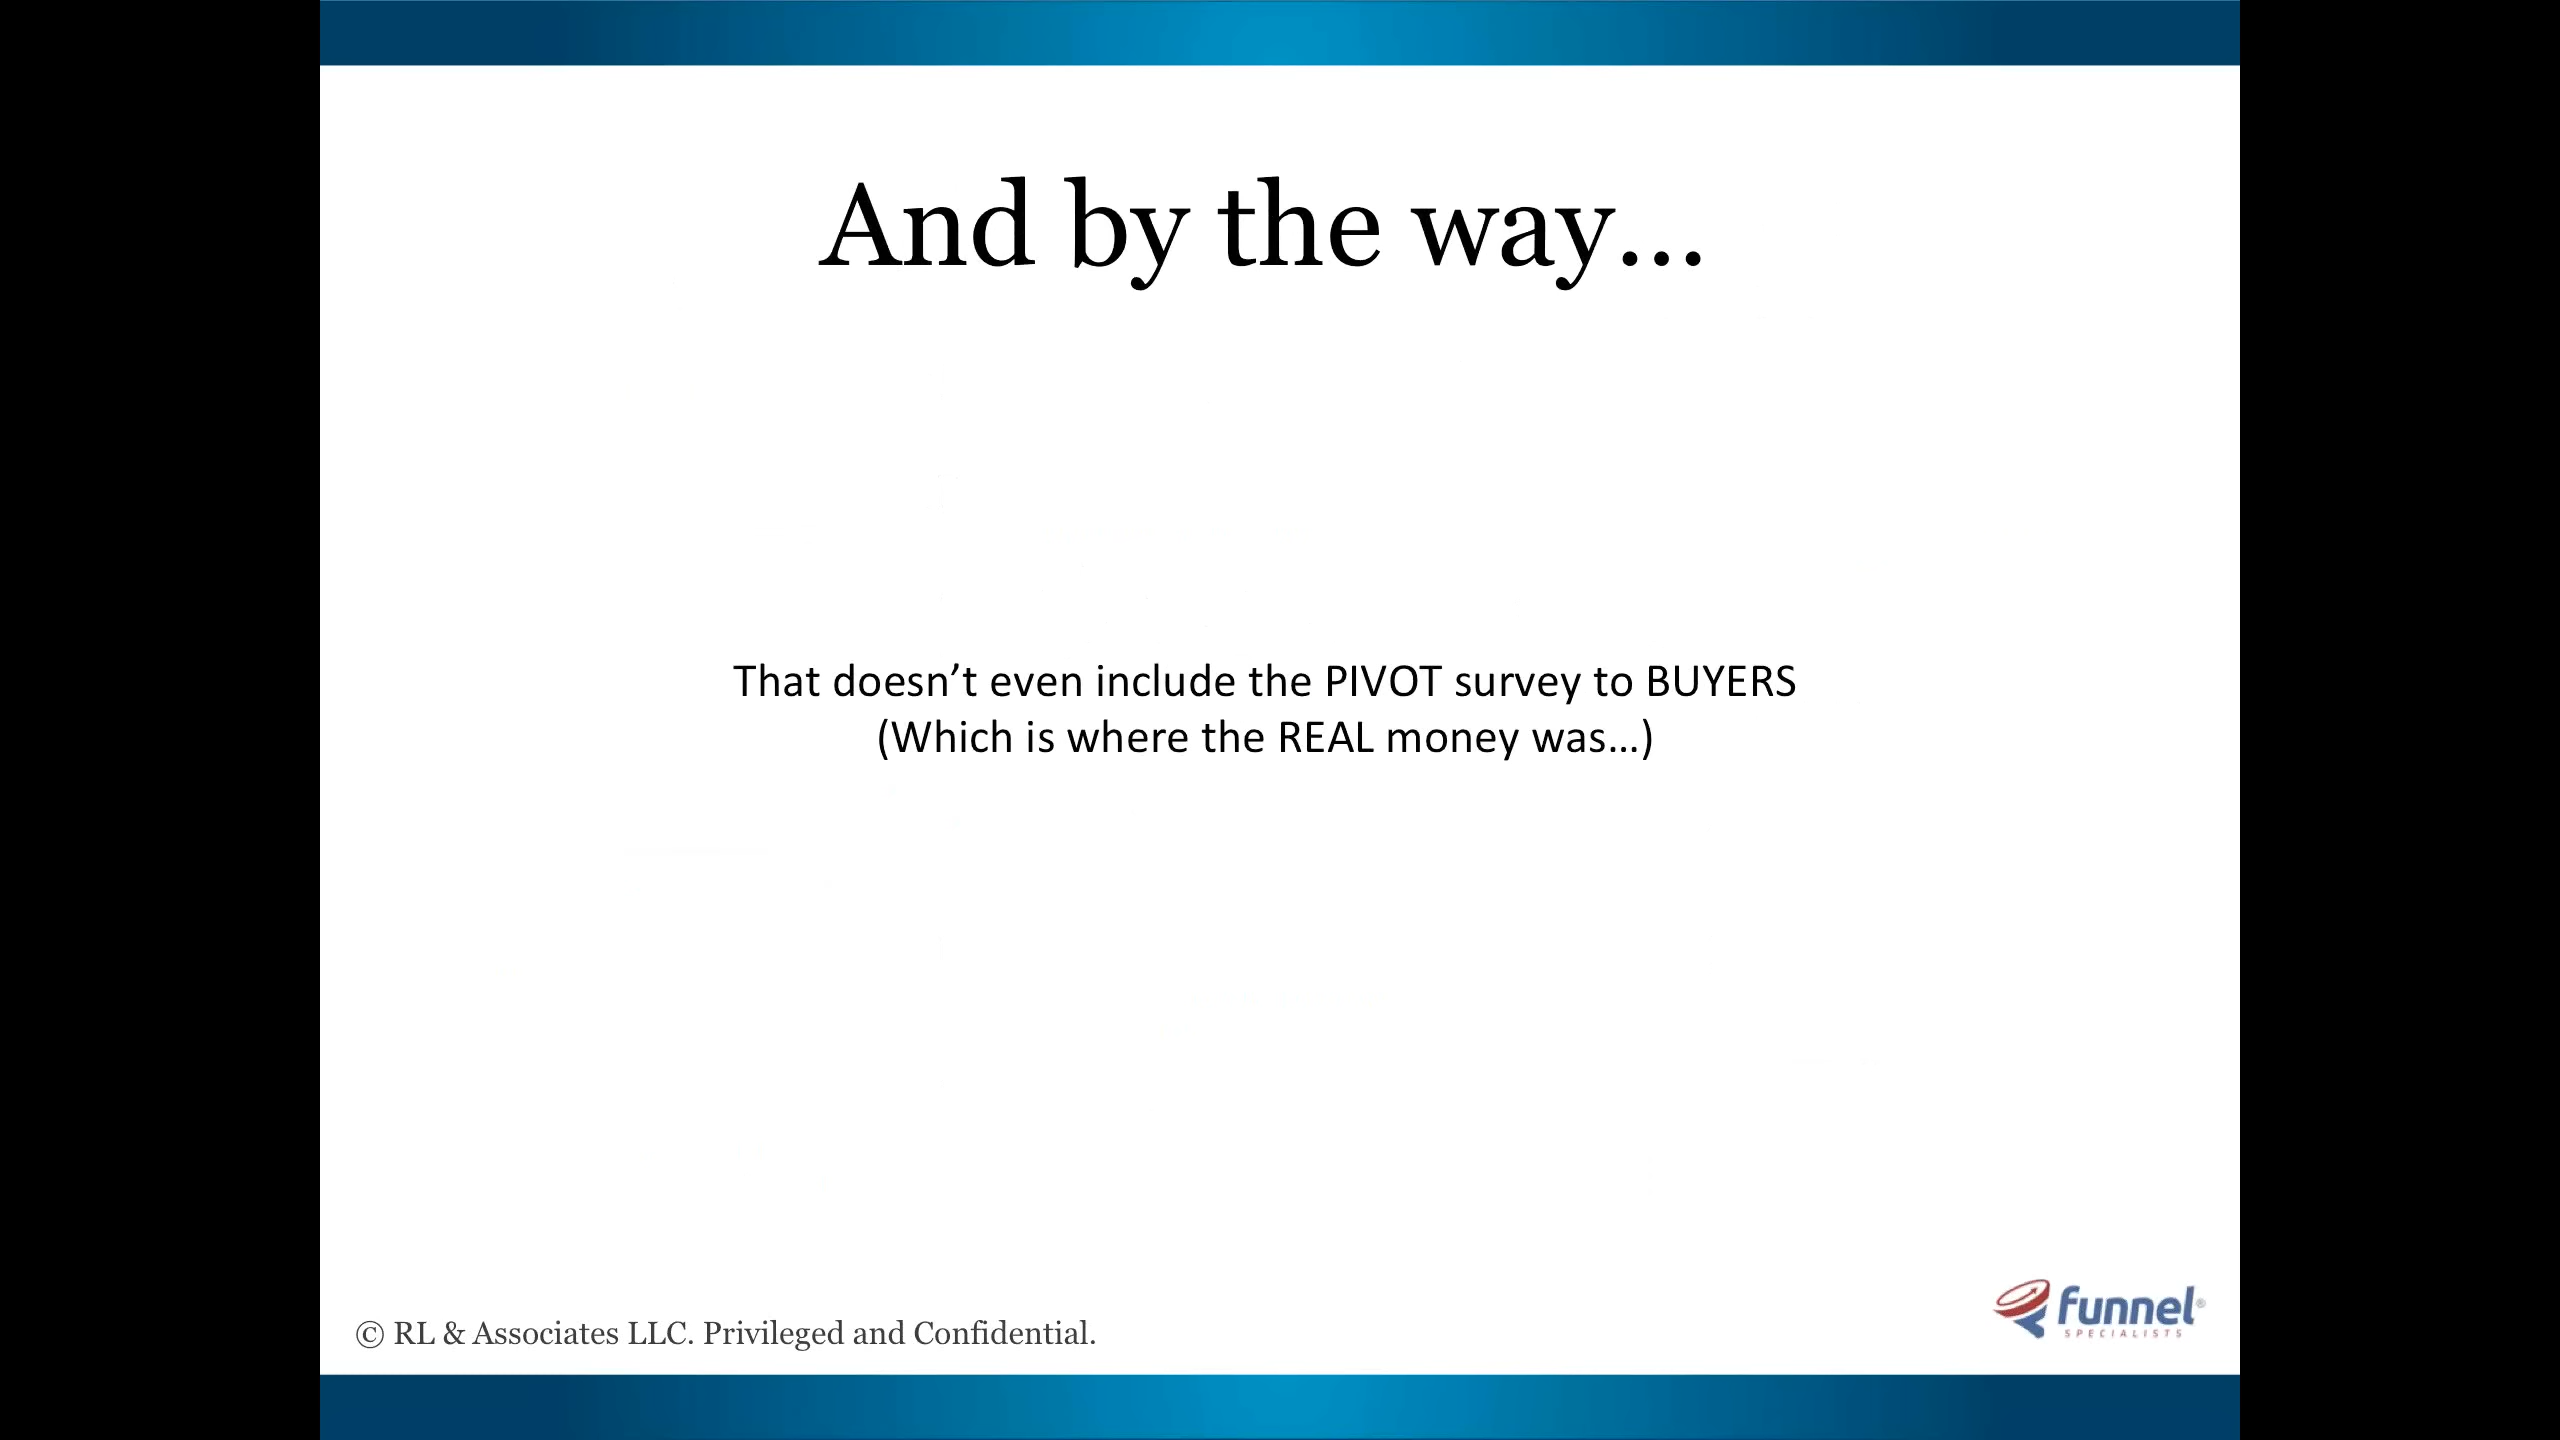 And by the way...
That doesn’t even include the PIVOT survey to BUYERS
(Which is where the REAL money was...)
© RL & Associates LLC. Privileged and Confidential.
funnel®
SPECIALISTS